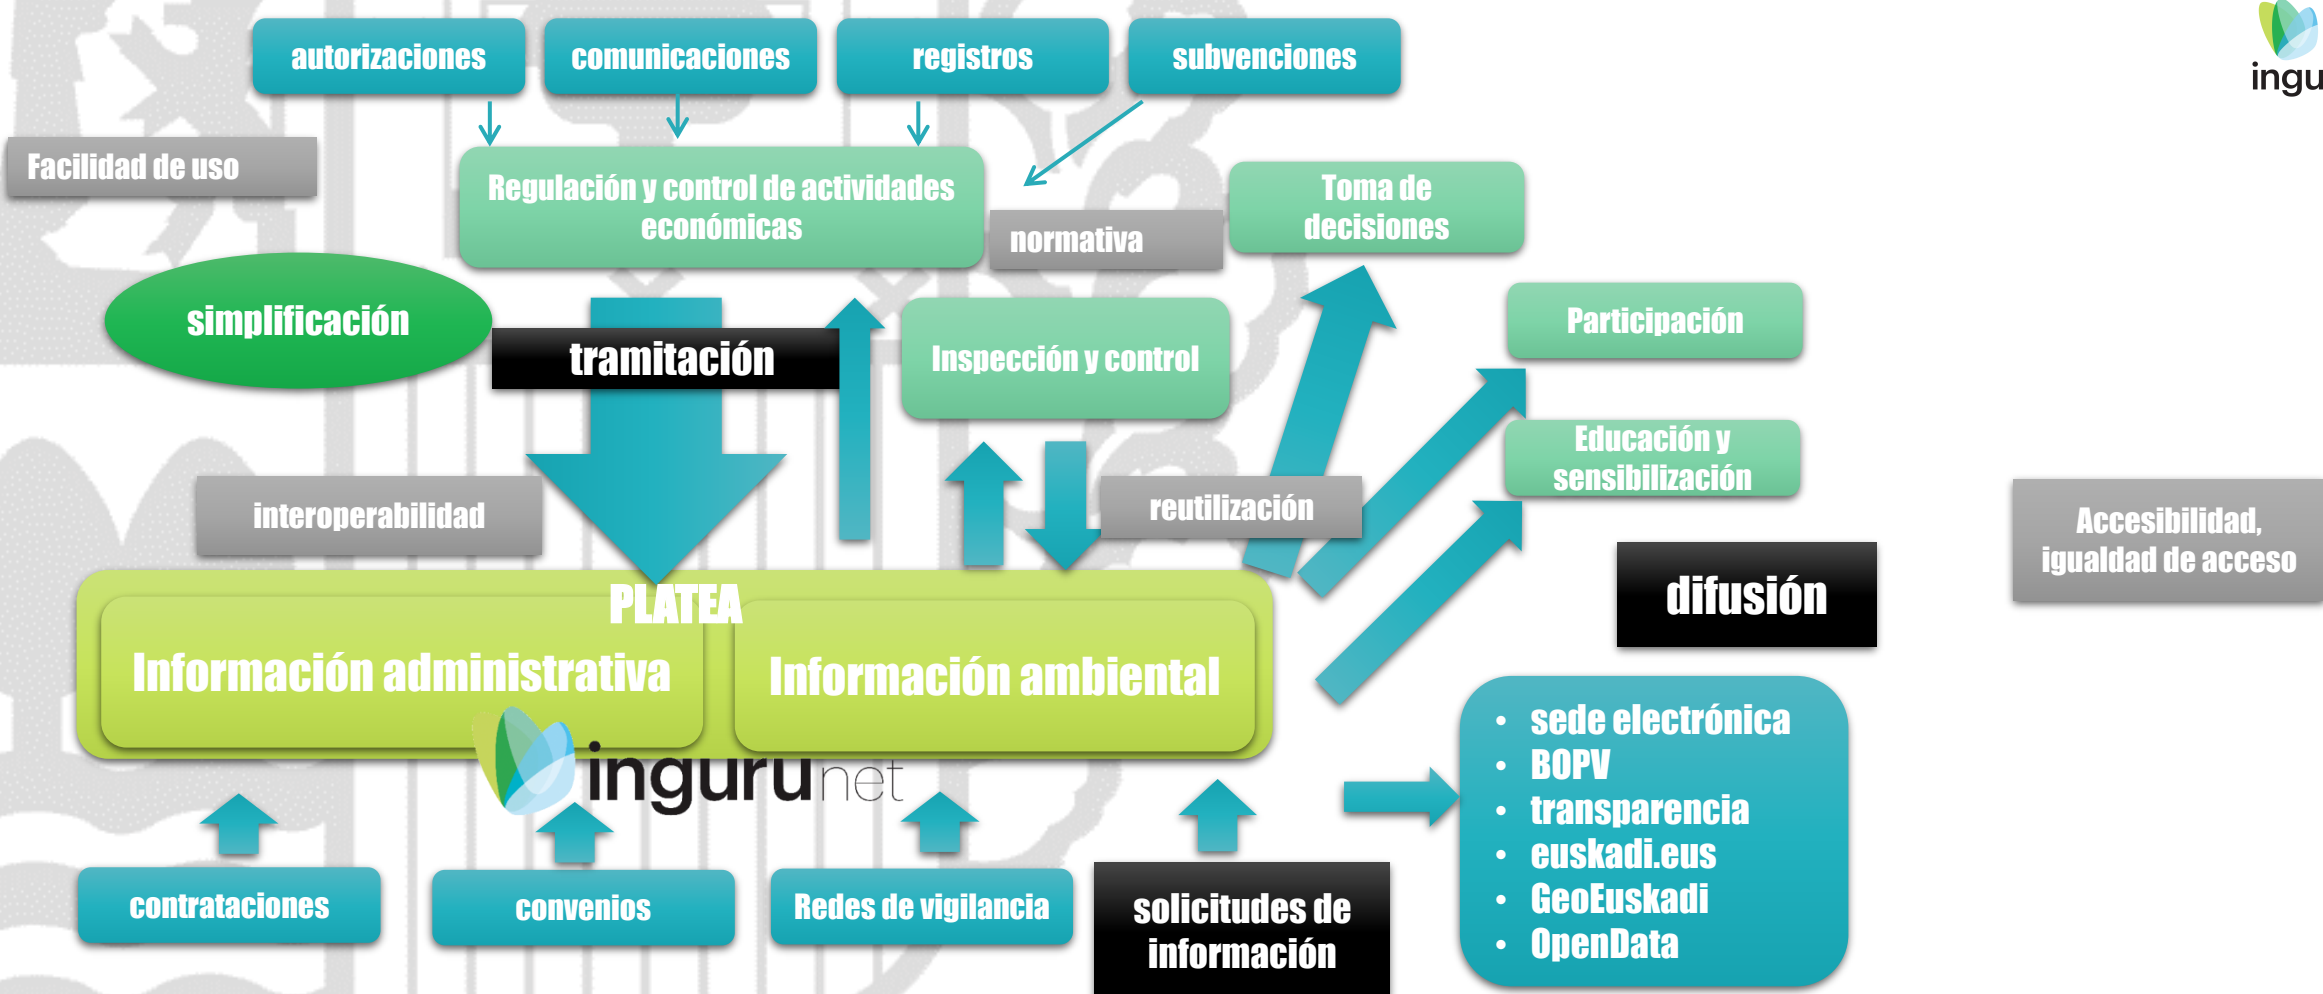 autorizaciones
comunicaciones
registros
subvenciones
ingu
Facilidad de uso
Regulación y control de actividades
económicas
normativa
Toma de
decisiones
simplificación
tramitación
Inspección y control
Participación
Educación y
sensibilización
interoperabilidad
reutilización
Accesibilidad,
igualdad de acceso
difusión
PLATEA
Información administrativa
Información ambiental
ingurunet
• sede electrónica
• BOPV
• transparencia
• euskadi.eus
• GeoEuskadi
• OpenData
contrataciones
convenios
Redes de vigilancia
solicitudes de
información